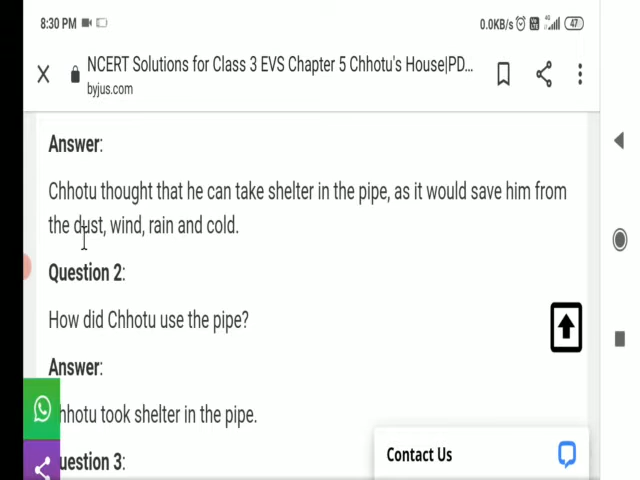 8:30 PM
0.0KB/s 4G 47
NCERT Solutions for Class 3 EVS Chapter 5 Chhotu's House|PD...
byjus.com
Answer:
Chhotu thought that he can take shelter in the pipe, as it would save him from
the dust, wind, rain and cold.
Question 2:
How did Chhotu use the pipe?
Answer:
hhotu took shelter in the pipe.
Contact Us
uestion 3: